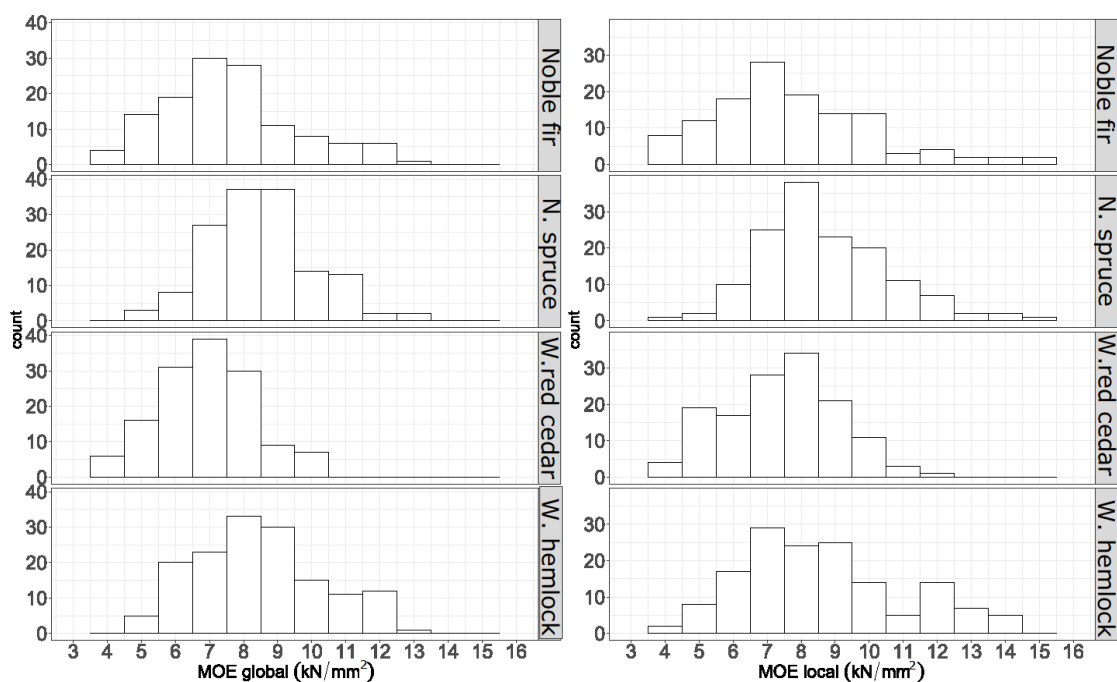 40
30
20
10
0
Noble fir
40
30
20
10
0
N. spruce
count
40
30
20
10
0
W.red cedar
40
30
20
10
0
W. hemlock
3 4 5 6 7 8 9 10 11 12 13 14 15 16
MOE global (kN/mm²)
30
20
10
0
Noble fir
30
20
10
0
N. spruce
count
30
20
10
0
W.red cedar
30
20
10
0
W. hemlock
3 4 5 6 7 8 9 10 11 12 13 14 15 16
MOE local (kN/mm²)